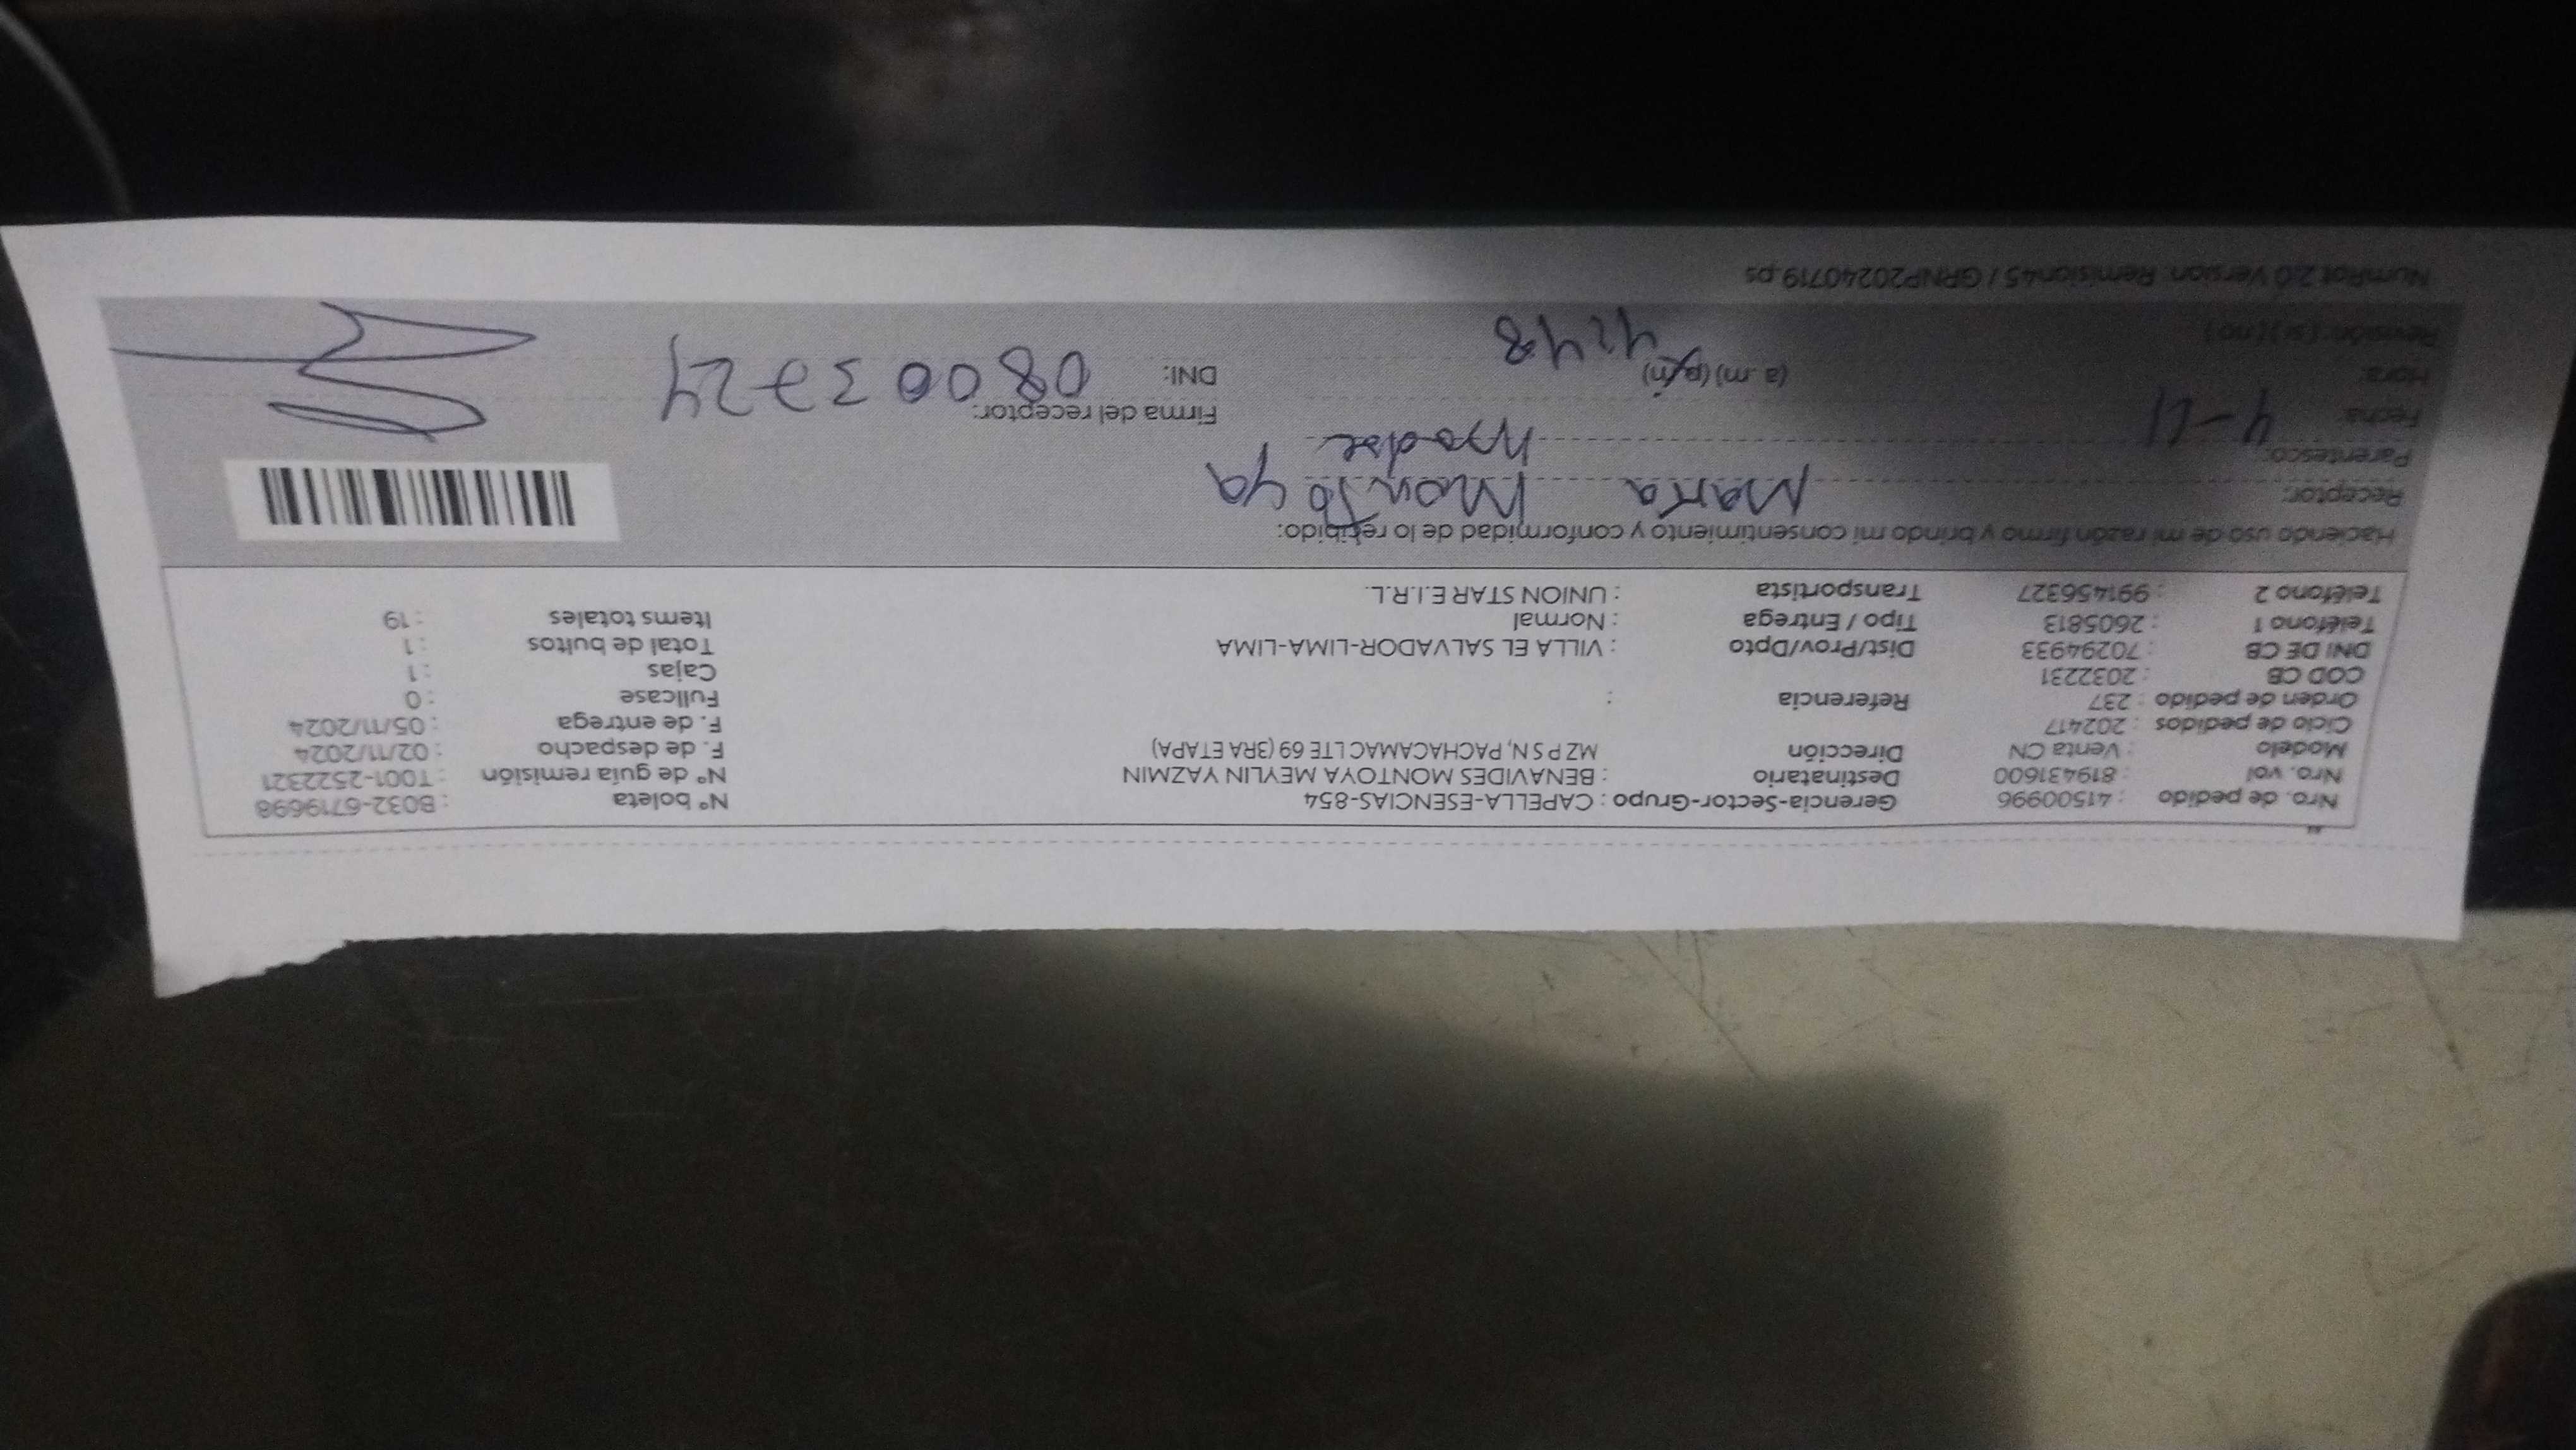 Nro. de pedido : 41500996 Gerencia-Sector-Grupo : CAPELLA-ESENCIAS-854 Nº boleta : B032-6719698
Nro. vol : 819431600 Destinatario : BENAVIDES MONTOYA MEYLIN YAZMIN Nº de guía remisión : T001-2522321
Modelo : Venta CN Dirección MZ P S N, PACHACAMAC LTE 69 (3RA ETAPA) F. de despacho : 02/11/2024
Ciclo de pedidos : 202417 F. de entrega : 05/11/2024
Orden de pedido : 237 Referencia : Fullcase : 0
COD CB : 2032231 Cajas : 1
DNI DE CB : 70294933 Dist/Prov/Dpto : VILLA EL SALVADOR-LIMA-LIMA Total de bultos : 1
Teléfono 1 : 2605813 Tipo / Entrega : Normal Items totales : 19
Teléfono 2 : 991456327 Transportista : UNION STAR E.I.R.L.
Haciendo uso de mi razón firmo y brindo mi consentimiento y conformidad de lo recibido:
Receptor: Maria Montoya
Parentesco: Madre
Fecha: 4-11 Firma del receptor:
Hora: (a .m) (p/m) 4:48 DNI: 08003724
Revisión: ( si ) ( no )
NumRot 2.0 Version: Remision45 / GRNP20240719.ps